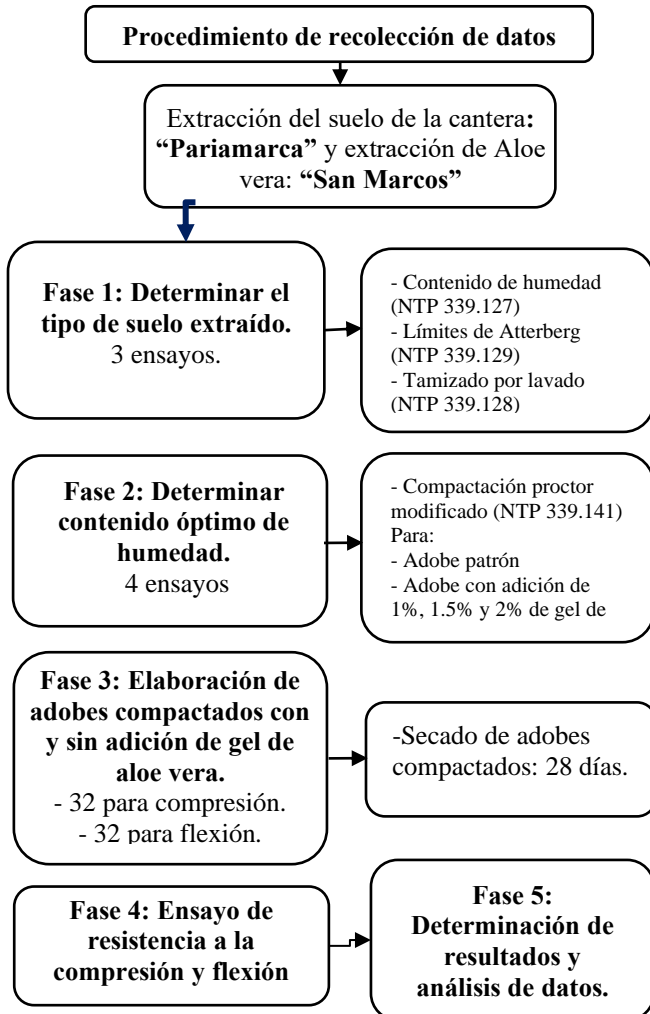 Procedimiento de recolección de datos
Extracción del suelo de la cantera:
“Pariamarca” y extracción de Aloe
vera: “San Marcos”
Fase 1: Determinar el
tipo de suelo extraído.
3 ensayos.
- Contenido de humedad
(NTP 339.127)
- Límites de Atterberg
(NTP 339.129)
- Tamizado por lavado
(NTP 339.128)
Fase 2: Determinar
contenido óptimo de
humedad.
4 ensayos
- Compactación proctor
modificado (NTP 339.141)
Para:
- Adobe patrón
- Adobe con adición de
1%, 1.5% y 2% de gel de
Fase 3: Elaboración de
adobes compactados con
y sin adición de gel de
aloe vera.
- 32 para compresión.
- 32 para flexión.
-Secado de adobes
compactados: 28 días.
Fase 4: Ensayo de
resistencia a la
compresión y flexión
Fase 5:
Determinación de
resultados y
análisis de datos.